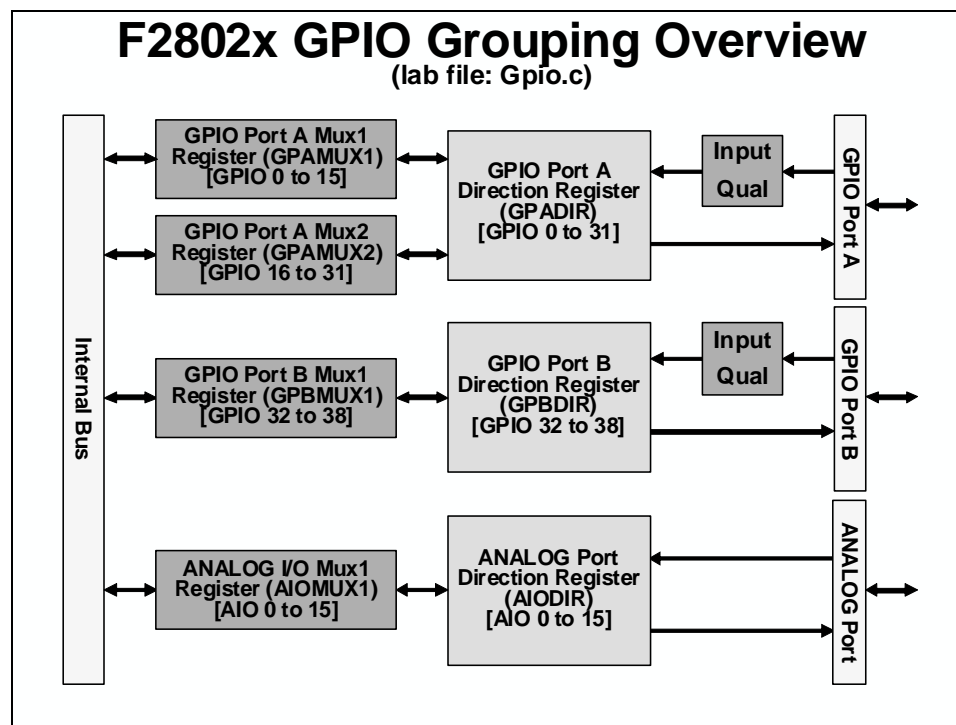 F2802x GPIO Grouping Overview
(lab file: Gpio.c)
Internal Bus
GPIO Port A Mux1
Register (GPAMUX1)
[GPIO 0 to 15]
GPIO Port A Mux2
Register (GPAMUX2)
[GPIO 16 to 31]
GPIO Port A
Direction Register
(GPADIR)
[GPIO 0 to 31]
Input
Qual
GPIO Port A
GPIO Port B Mux1
Register (GPBMUX1)
[GPIO 32 to 38]
GPIO Port B
Direction Register
(GPBDIR)
[GPIO 32 to 38]
Input
Qual
GPIO Port B
ANALOG I/O Mux1
Register (AIOMUX1)
[AIO 0 to 15]
ANALOG Port
Direction Register
(AIODIR)
[AIO 0 to 15]
ANALOG Port